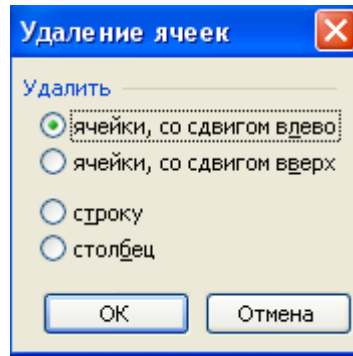 Удаление ячеек
Удалить
ячейки, со сдвигом влево
ячейки, со сдвигом вверх
строку
столбец
ОК
Отмена